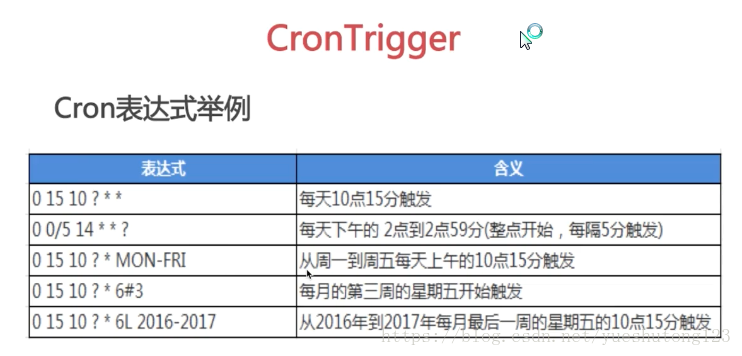 CronTrigger
Cron表达式举例
表达式 含义
0 15 10 ? * * 每天10点15分触发
0 0/5 14 * * ? 每天下午的 2点到2点59分(整点开始，每隔5分触发)
0 15 10 ? * MON-FRI 从周一到周五每天上午的10点15分触发
0 15 10 ? * 6#3 每月的第三周的星期五开始触发
0 15 10 ? * 6L 2016-2017 从2016年到2017年每月最后一周的星期五的10点15分触发
https://blog.csdn.net/yueshutong123